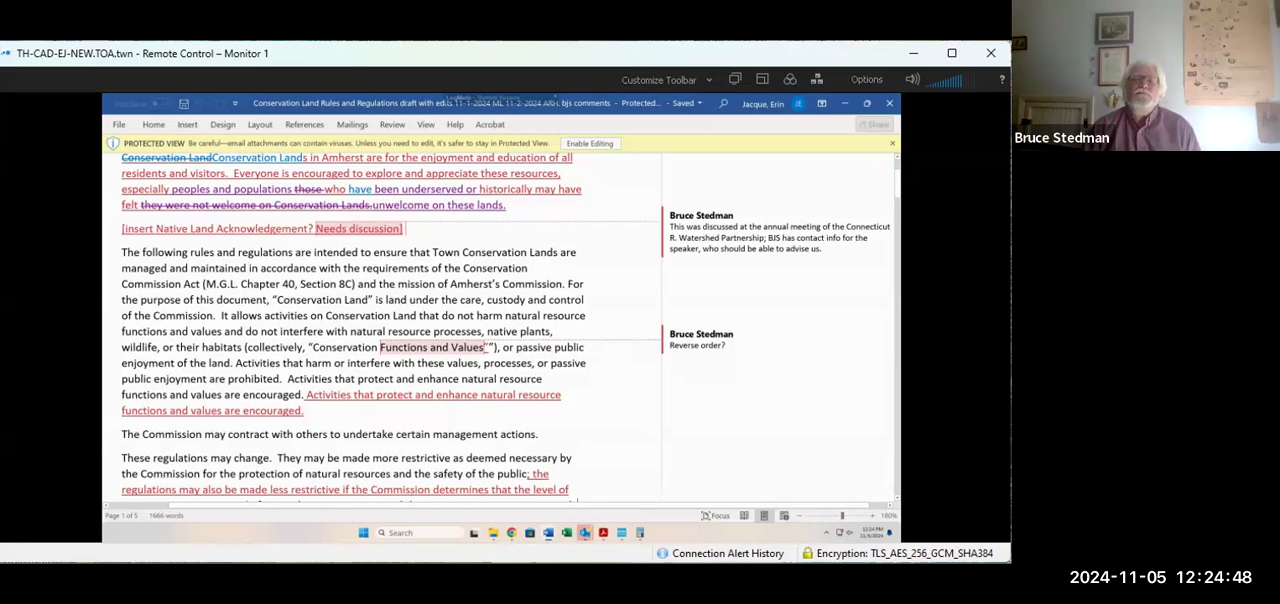 TH-CAD-EJ-NEW.TOA.twn - Remote Control – Monitor 1
Customize Toolbar
Options
?
Conservation Land Rules and Regulations draft with edits 11-1-2024 ML 11-2-2024 ARH. bjs comments - Protected... - Saved
Jacque, Erin
JE
File Home Insert Design Layout References Mailings Review View Help Acrobat
Share
PROTECTED VIEW Be careful—email attachments can contain viruses. Unless you need to edit, it's safer to stay in Protected View.
Enable Editing
Conservation LandConservation Lands in Amherst are for the enjoyment and education of all
residents and visitors. Everyone is encouraged to explore and appreciate these resources,
especially peoples and populations those who have been underserved or historically may have
felt they were not welcome on Conservation Lands.unwelcome on these lands.
[insert Native Land Acknowledgement? Needs discussion]
The following rules and regulations are intended to ensure that Town Conservation Lands are
managed and maintained in accordance with the requirements of the Conservation
Commission Act (M.G.L. Chapter 40, Section 8C) and the mission of Amherst's Commission. For
the purpose of this document, "Conservation Land" is land under the care, custody and control
of the Commission. It allows activities on Conservation Land that do not harm natural resource
functions and values and do not interfere with natural resource processes, native plants,
wildlife, or their habitats (collectively, "Conservation Functions and Values""), or passive public
enjoyment of the land. Activities that harm or interfere with these values, processes, or passive
public enjoyment are prohibited. Activities that protect and enhance natural resource
functions and values are encouraged. Activities that protect and enhance natural resource
functions and values are encouraged.
The Commission may contract with others to undertake certain management actions.
These regulations may change. They may be made more restrictive as deemed necessary by
the Commission for the protection of natural resources and the safety of the public; the
regulations may also be made less restrictive if the Commission determines that the level of
Bruce Stedman
This was discussed at the annual meeting of the Connecticut
R. Watershed Partnership; BJS has contact info for the
speaker, who should be able to advise us.
Bruce Stedman
Reverse order?
Page 1 of 5 1666 words
Focus
180%
Search
12:24 PM
11/5/2024
Connection Alert History
Encryption: TLS_AES_256_GCM_SHA384
Bruce Stedman
2024-11-05 12:24:48